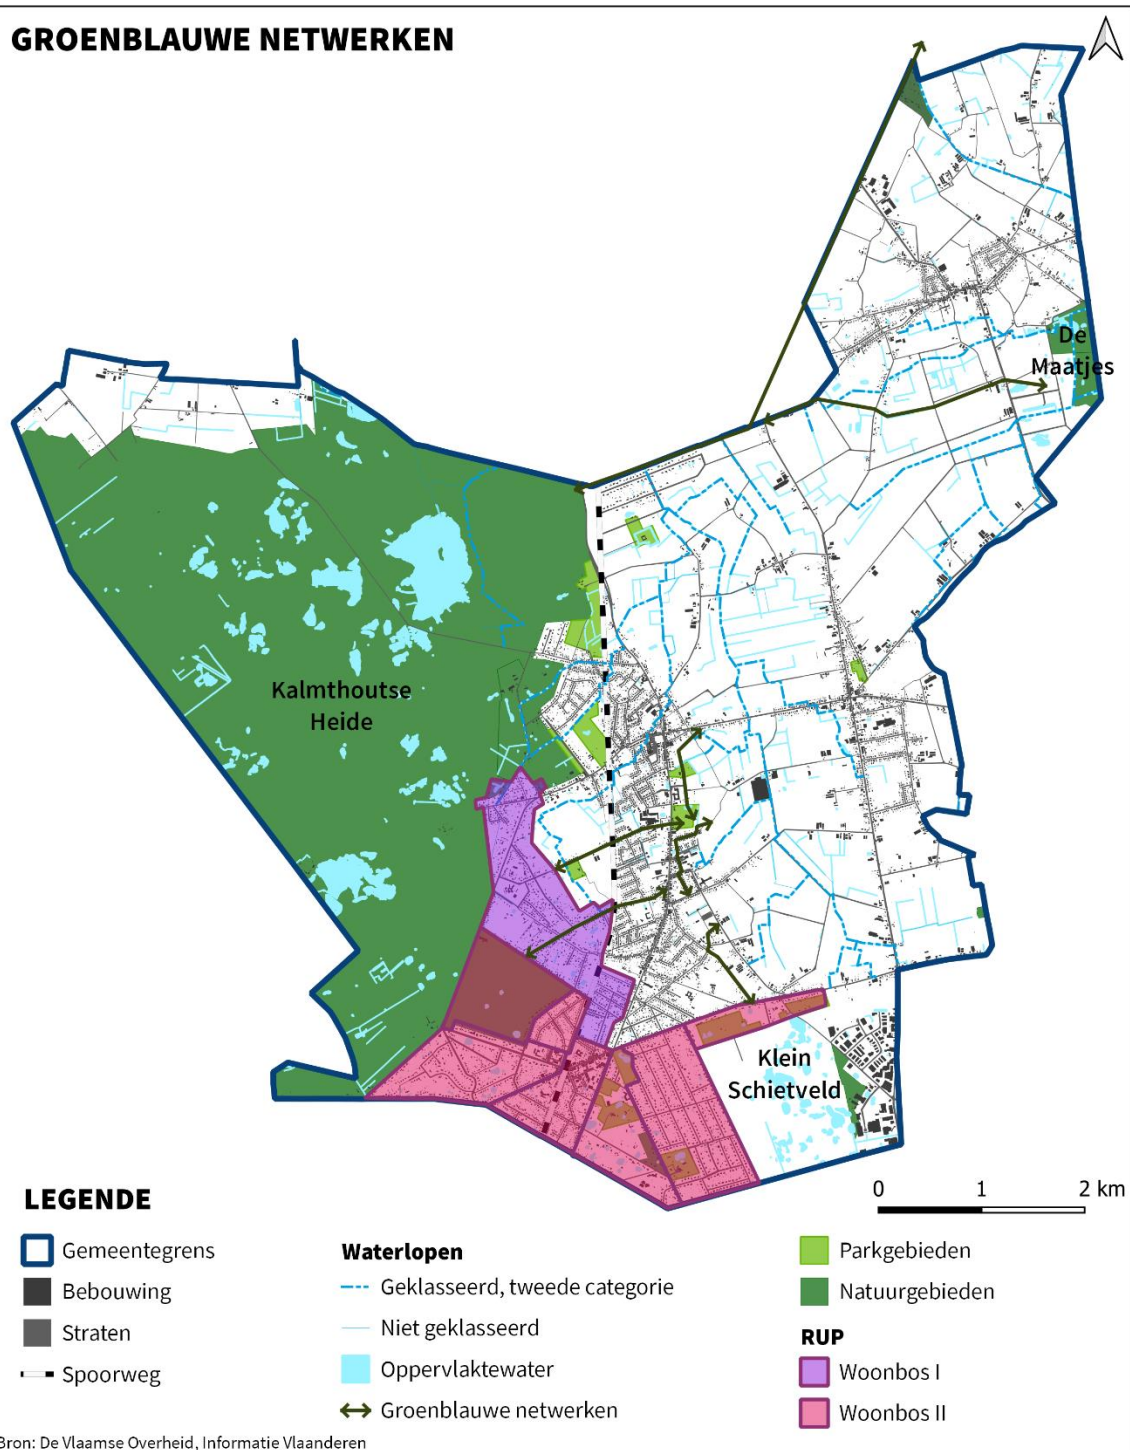 GROENBLAUWE NETWERKEN
De
Maatjes
Kalmthoutse
Heide
Klein
Schietveld
0 1 2 km
LEGENDE
Gemeentegrens
Bebouwing
Straten
Spoorweg
Waterlopen
Geklasseerd, tweede categorie
Niet geklasseerd
Oppervlaktewater
Groenblauwe netwerken
Parkgebieden
Natuurgebieden
RUP
Woonbos I
Woonbos II
Bron: De Vlaamse Overheid, Informatie Vlaanderen